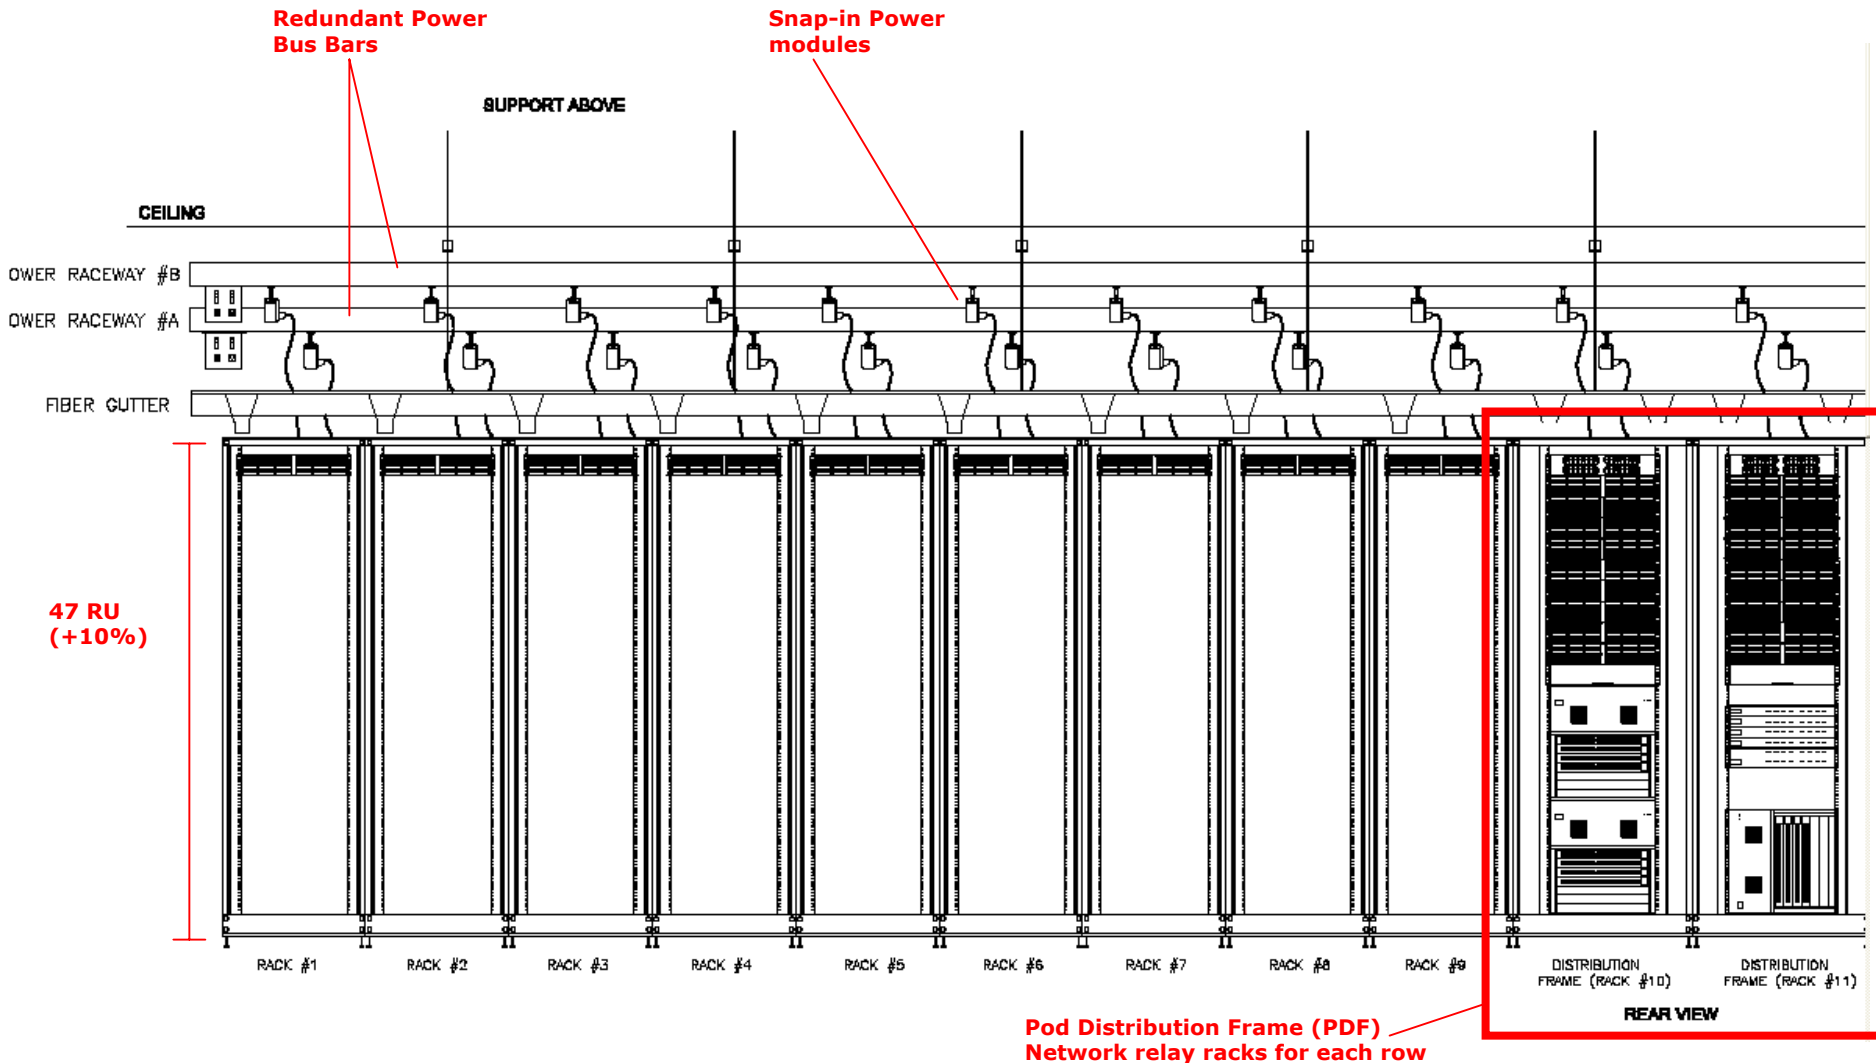 Redundant Power
Bus Bars
Snap-in Power
modules
SUPPORT ABOVE
CEILING
OWER RACEWAY #B
OWER RACEWAY #A
FIBER GUTTER
47 RU
(+10%)
RACK #1
RACK #2
RACK #3
RACK #4
RACK #5
RACK #6
RACK #7
RACK #8
RACK #9
DISTRIBUTION
FRAME (RACK #10)
DISTRIBUTION
FRAME (RACK #11)
REAR VIEW
Pod Distribution Frame (PDF)
Network relay racks for each row